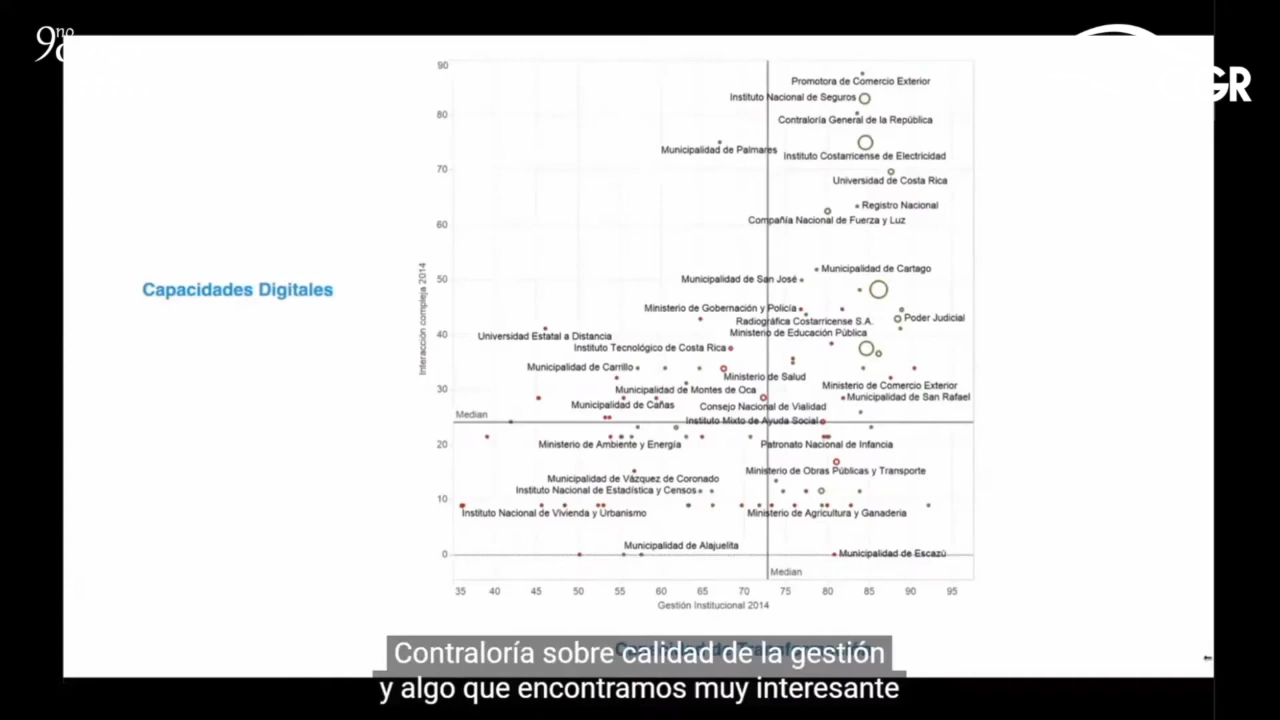 9no
GR
90
Promotora de Comercio Exterior
Instituto Nacional de Seguros
80
Contraloría General de la República
Municipalidad de Palmares
Instituto Costarricense de Electricidad
70
Universidad de Costa Rica
Registro Nacional
60
Compañía Nacional de Fuerza y Luz
Municipalidad de Cartago
50
Municipalidad de San José
Capacidades Digitales
Interacción compleja 2014
Ministerio de Gobernación y Policía
Radiográfica Costarricense S.A.
Poder Judicial
40
Universidad Estatal a Distancia
Ministerio de Educación Pública
Instituto Tecnológico de Costa Rica
Municipalidad de Carrillo
Ministerio de Salud
30
Municipalidad de Montes de Oca
Ministerio de Comercio Exterior
Municipalidad de San Rafael
Municipalidad de Cañas
Consejo Nacional de Vialidad
Median
Instituto Mixto de Ayuda Social
20
Ministerio de Ambiente y Energía
Patronato Nacional de Infancia
Ministerio de Obras Públicas y Transporte
Municipalidad de Vázquez de Coronado
Instituto Nacional de Estadística y Censos
10
Instituto Nacional de Vivienda y Urbanismo
Ministerio de Agricultura y Ganadería
Municipalidad de Alajuelita
0
Municipalidad de Escazú
Median
35 40 45 50 55 60 65 70 75 80 85 90 95
Gestión Institucional 2014
Contraloría sobre calidad de la gestión
y algo que encontramos muy interesante